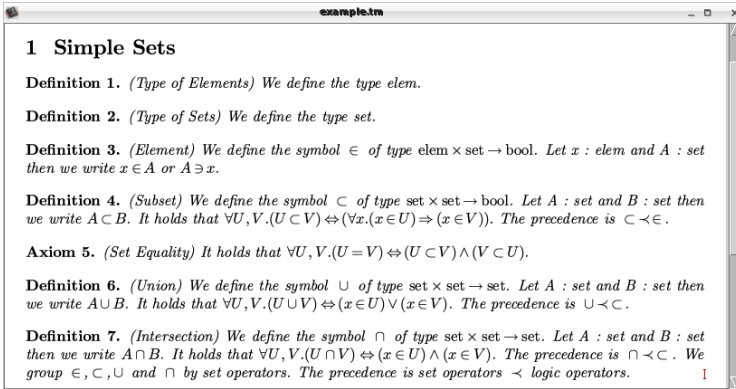 example.tm
1 Simple Sets
Definition 1. (Type of Elements) We define the type elem.
Definition 2. (Type of Sets) We define the type set.
Definition 3. (Element) We define the symbol ∈ of type elem × set → bool. Let x : elem and A : set
then we write x ∈ A or A ∋ x.
Definition 4. (Subset) We define the symbol ⊂ of type set × set → bool. Let A : set and B : set then
we write A ⊂ B. It holds that ∀U, V.(U ⊂ V) ⇔ (∀x.(x ∈ U) ⇒ (x ∈ V)). The precedence is ⊂ ≺ ∈.
Axiom 5. (Set Equality) It holds that ∀U, V.(U = V) ⇔ (U ⊂ V) ∧ (V ⊂ U).
Definition 6. (Union) We define the symbol ∪ of type set × set → set. Let A : set and B : set then
we write A ∪ B. It holds that ∀U, V.(U ∪ V) ⇔ (x ∈ U) ∨ (x ∈ V). The precedence is ∪ ≺ ⊂.
Definition 7. (Intersection) We define the symbol ∩ of type set × set → set. Let A : set and B : set
then we write A ∩ B. It holds that ∀U, V.(U ∩ V) ⇔ (x ∈ U) ∧ (x ∈ V). The precedence is ∩ ≺ ⊂. We
group ∈, ⊂, ∪ and ∩ by set operators. The precedence is set operators ≺ logic operators.